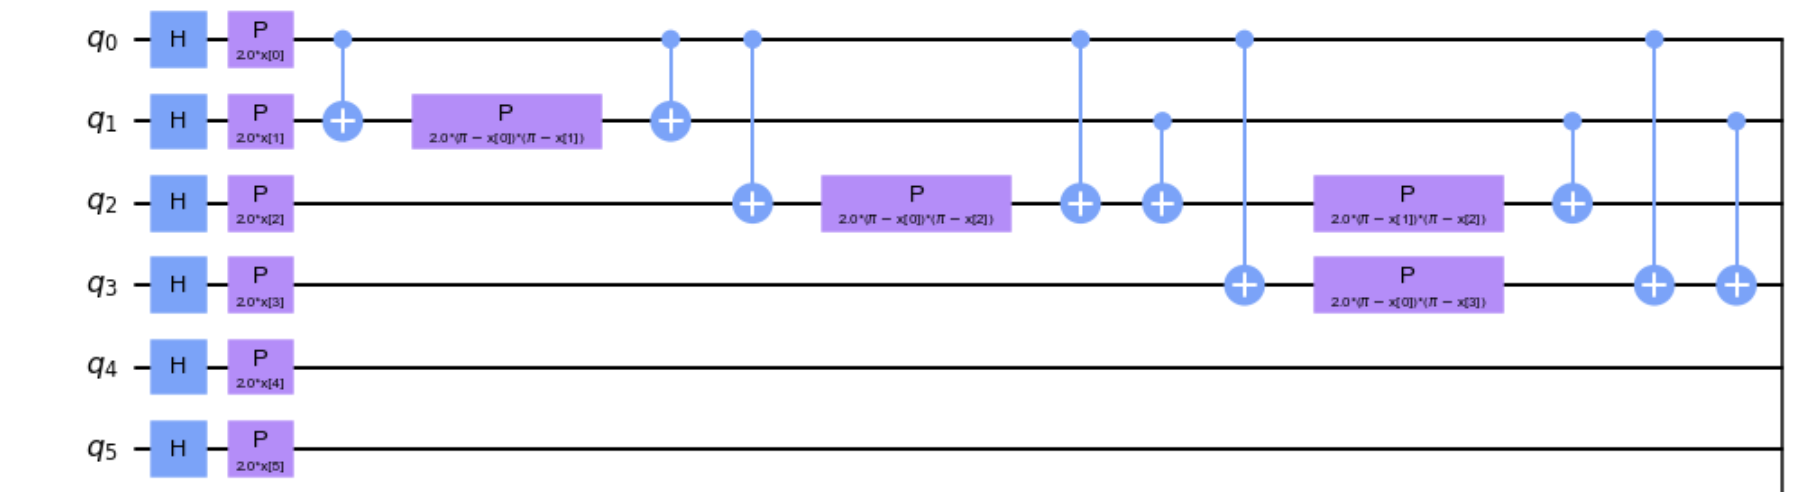 q0 H P
2.0*x[0]
q1 H P P
2.0*x[1] 2.0*(π − x[0])*(π − x[1])
q2 H P P P
2.0*x[2] 2.0*(π − x[0])*(π − x[2]) 2.0*(π − x[1])*(π − x[2])
q3 H P P
2.0*x[3] 2.0*(π − x[0])*(π − x[3])
q4 H P
2.0*x[4]
q5 H P
2.0*x[5]